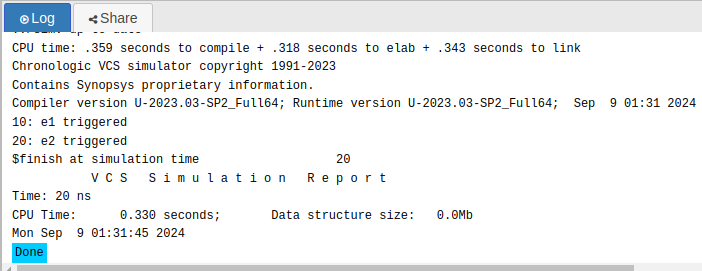 Log
Share
CPU time: .359 seconds to compile + .318 seconds to elab + .343 seconds to link
Chronologic VCS simulator copyright 1991-2023
Contains Synopsys proprietary information.
Compiler version U-2023.03-SP2_Full64; Runtime version U-2023.03-SP2_Full64;  Sep  9 01:31 2024
10: e1 triggered
20: e2 triggered
$finish at simulation time                   20
           V C S   S i m u l a t i o n   R e p o r t
Time: 20 ns
CPU Time:      0.330 seconds;       Data structure size:   0.0Mb
Mon Sep  9 01:31:45 2024
Done